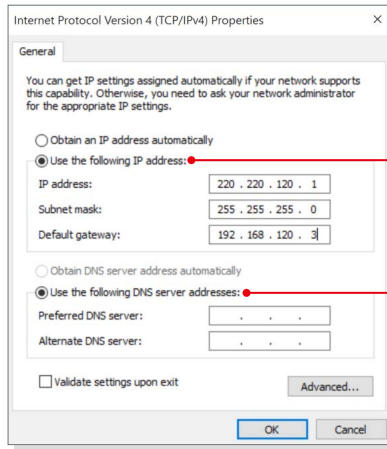 Internet Protocol Version 4 (TCP/IPv4) Properties
General
You can get IP settings assigned automatically if your network supports
this capability. Otherwise, you need to ask your network administrator
for the appropriate IP settings.
Obtain an IP address automatically
Use the following IP address:
IP address: 220 . 220 . 120 . 1
Subnet mask: 255 . 255 . 255 . 0
Default gateway: 192 . 168 . 120 . 3
Obtain DNS server address automatically
Use the following DNS server addresses:
Preferred DNS server: . . .
Alternate DNS server: . . .
Validate settings upon exit
Advanced...
OK Cancel